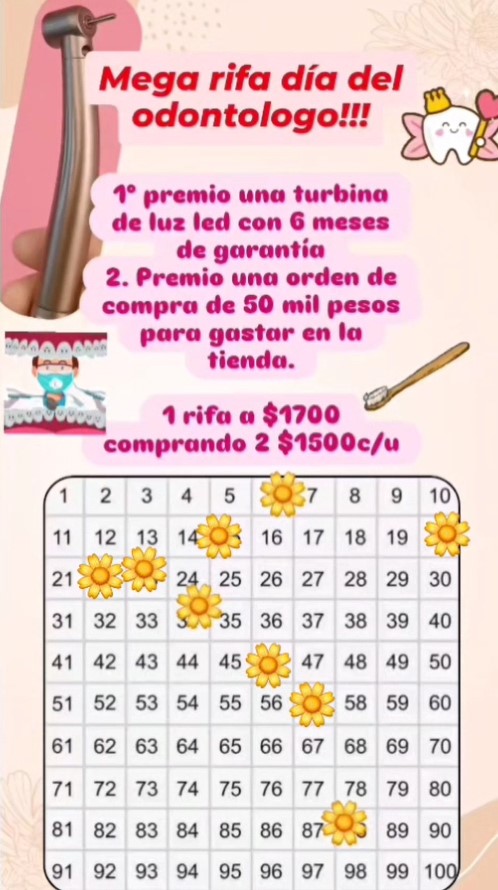 Mega rifa día del
odontologo!!!
1° premio una turbina
de luz led con 6 meses
de garantía
2. Premio una orden de
compra de 50 mil pesos
para gastar en la
tienda.
1 rifa a $1700
comprando 2 $1500c/u
1 2 3 4 5 7 8 9 10
11 12 13 14 16 17 18 19
21 24 25 26 27 28 29 30
31 32 33 35 36 37 38 39 40
41 42 43 44 45 47 48 49 50
51 52 53 54 55 56 58 59 60
61 62 63 64 65 66 67 68 69 70
71 72 73 74 75 76 77 78 79 80
81 82 83 84 85 86 87 89 90
91 92 93 94 95 96 97 98 99 100